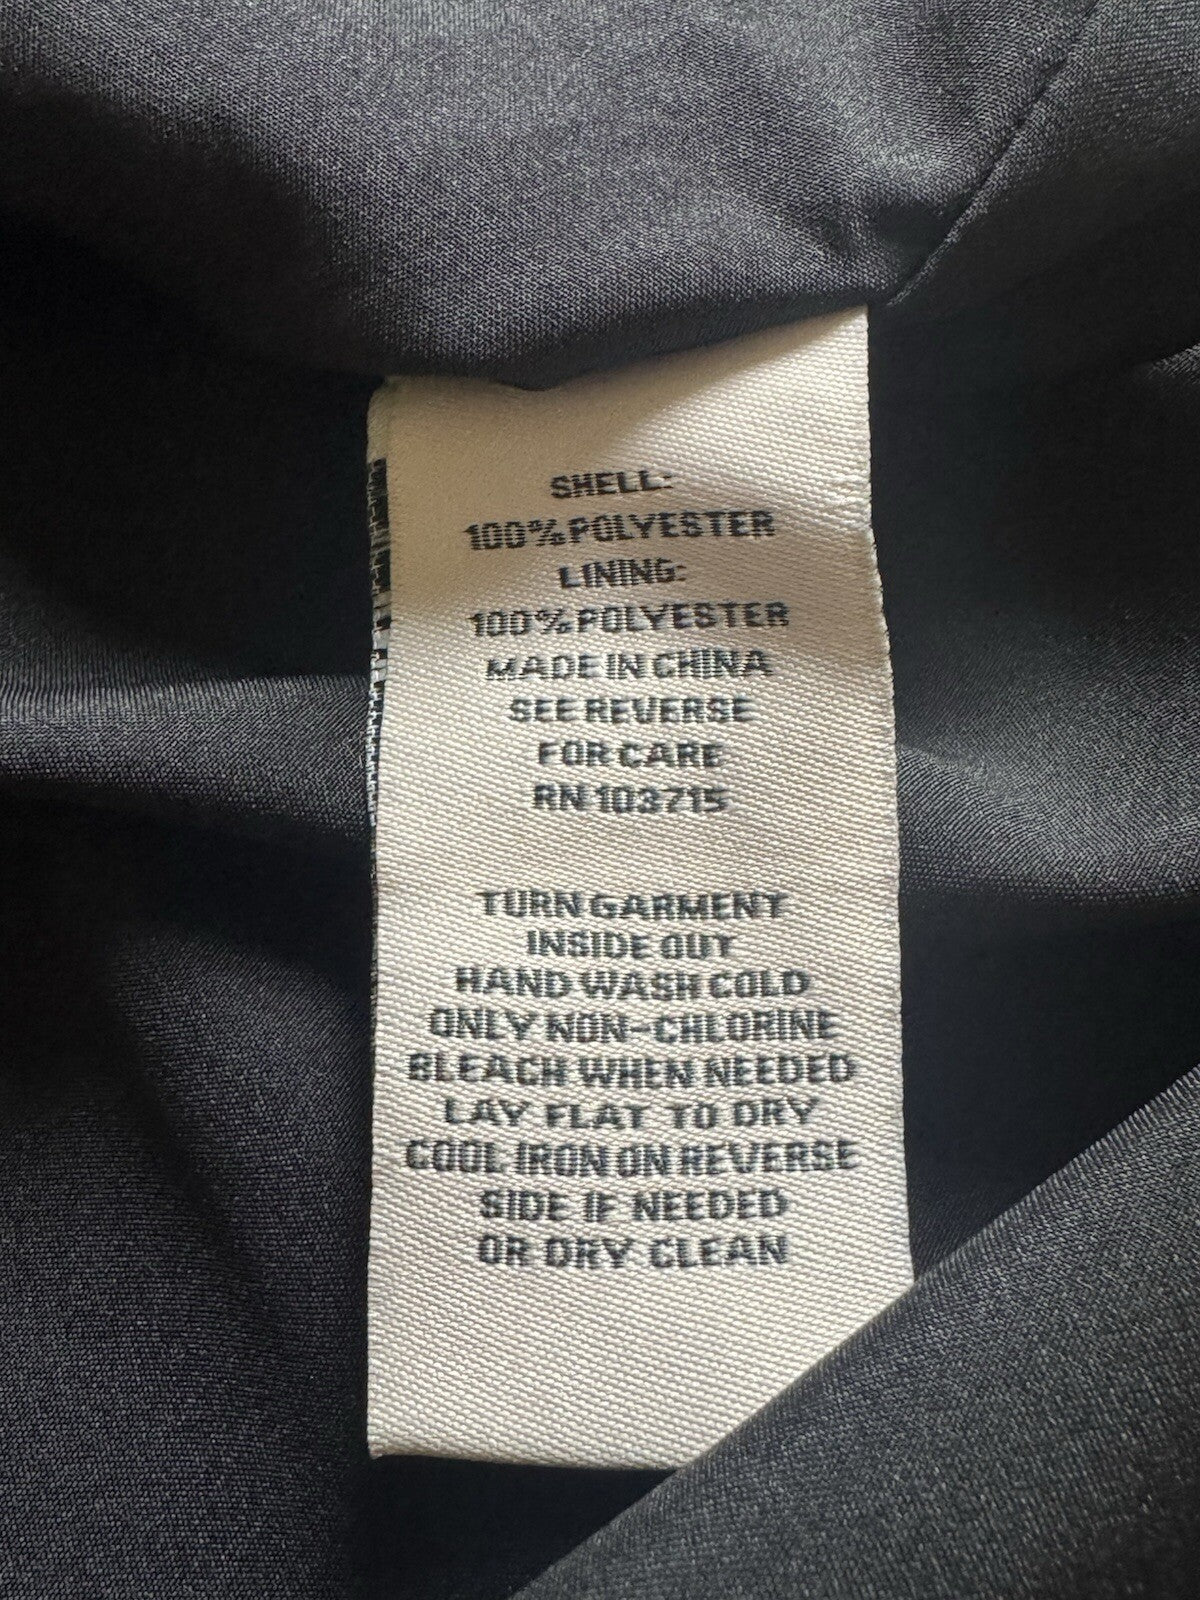 SHELL:
100% POLYESTER
LINING:
100% POLYESTER
MADE IN CHINA
SEE REVERSE
FOR CARE
RN 103715
TURN GARMENT
INSIDE OUT
HAND WASH COLD
ONLY NON-CHLORINE
BLEACH WHEN NEEDED
LAY FLAT TO DRY
COOL IRON ON REVERSE
SIDE IF NEEDED
OR DRY CLEAN